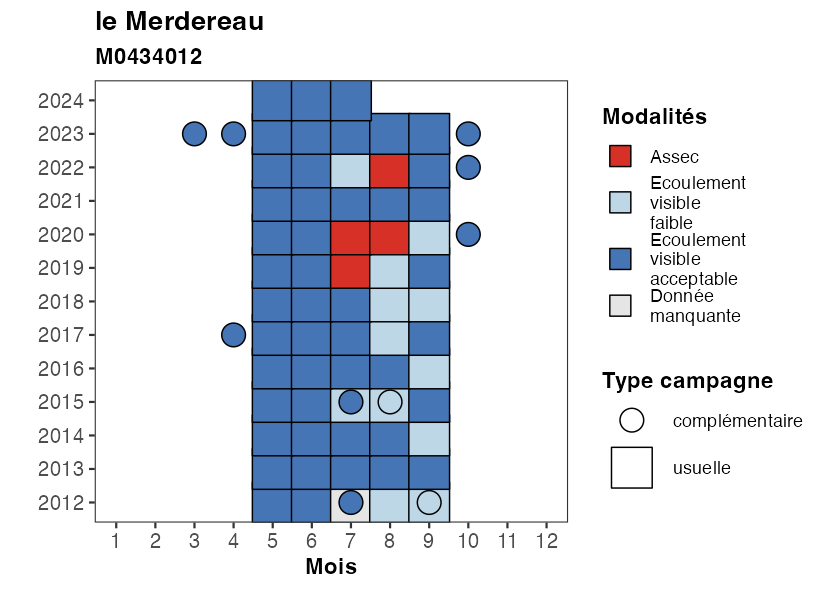 le Merdereau
M0434012
2024
2023
2022
2021
2020
2019
2018
2017
2016
2015
2014
2013
2012
1 2 3 4 5 6 7 8 9 10 11 12
Mois
Modalités
Assec
Ecoulement
visible
faible
Ecoulement
visible
acceptable
Donnée
manquante
Type campagne
complémentaire
usuelle